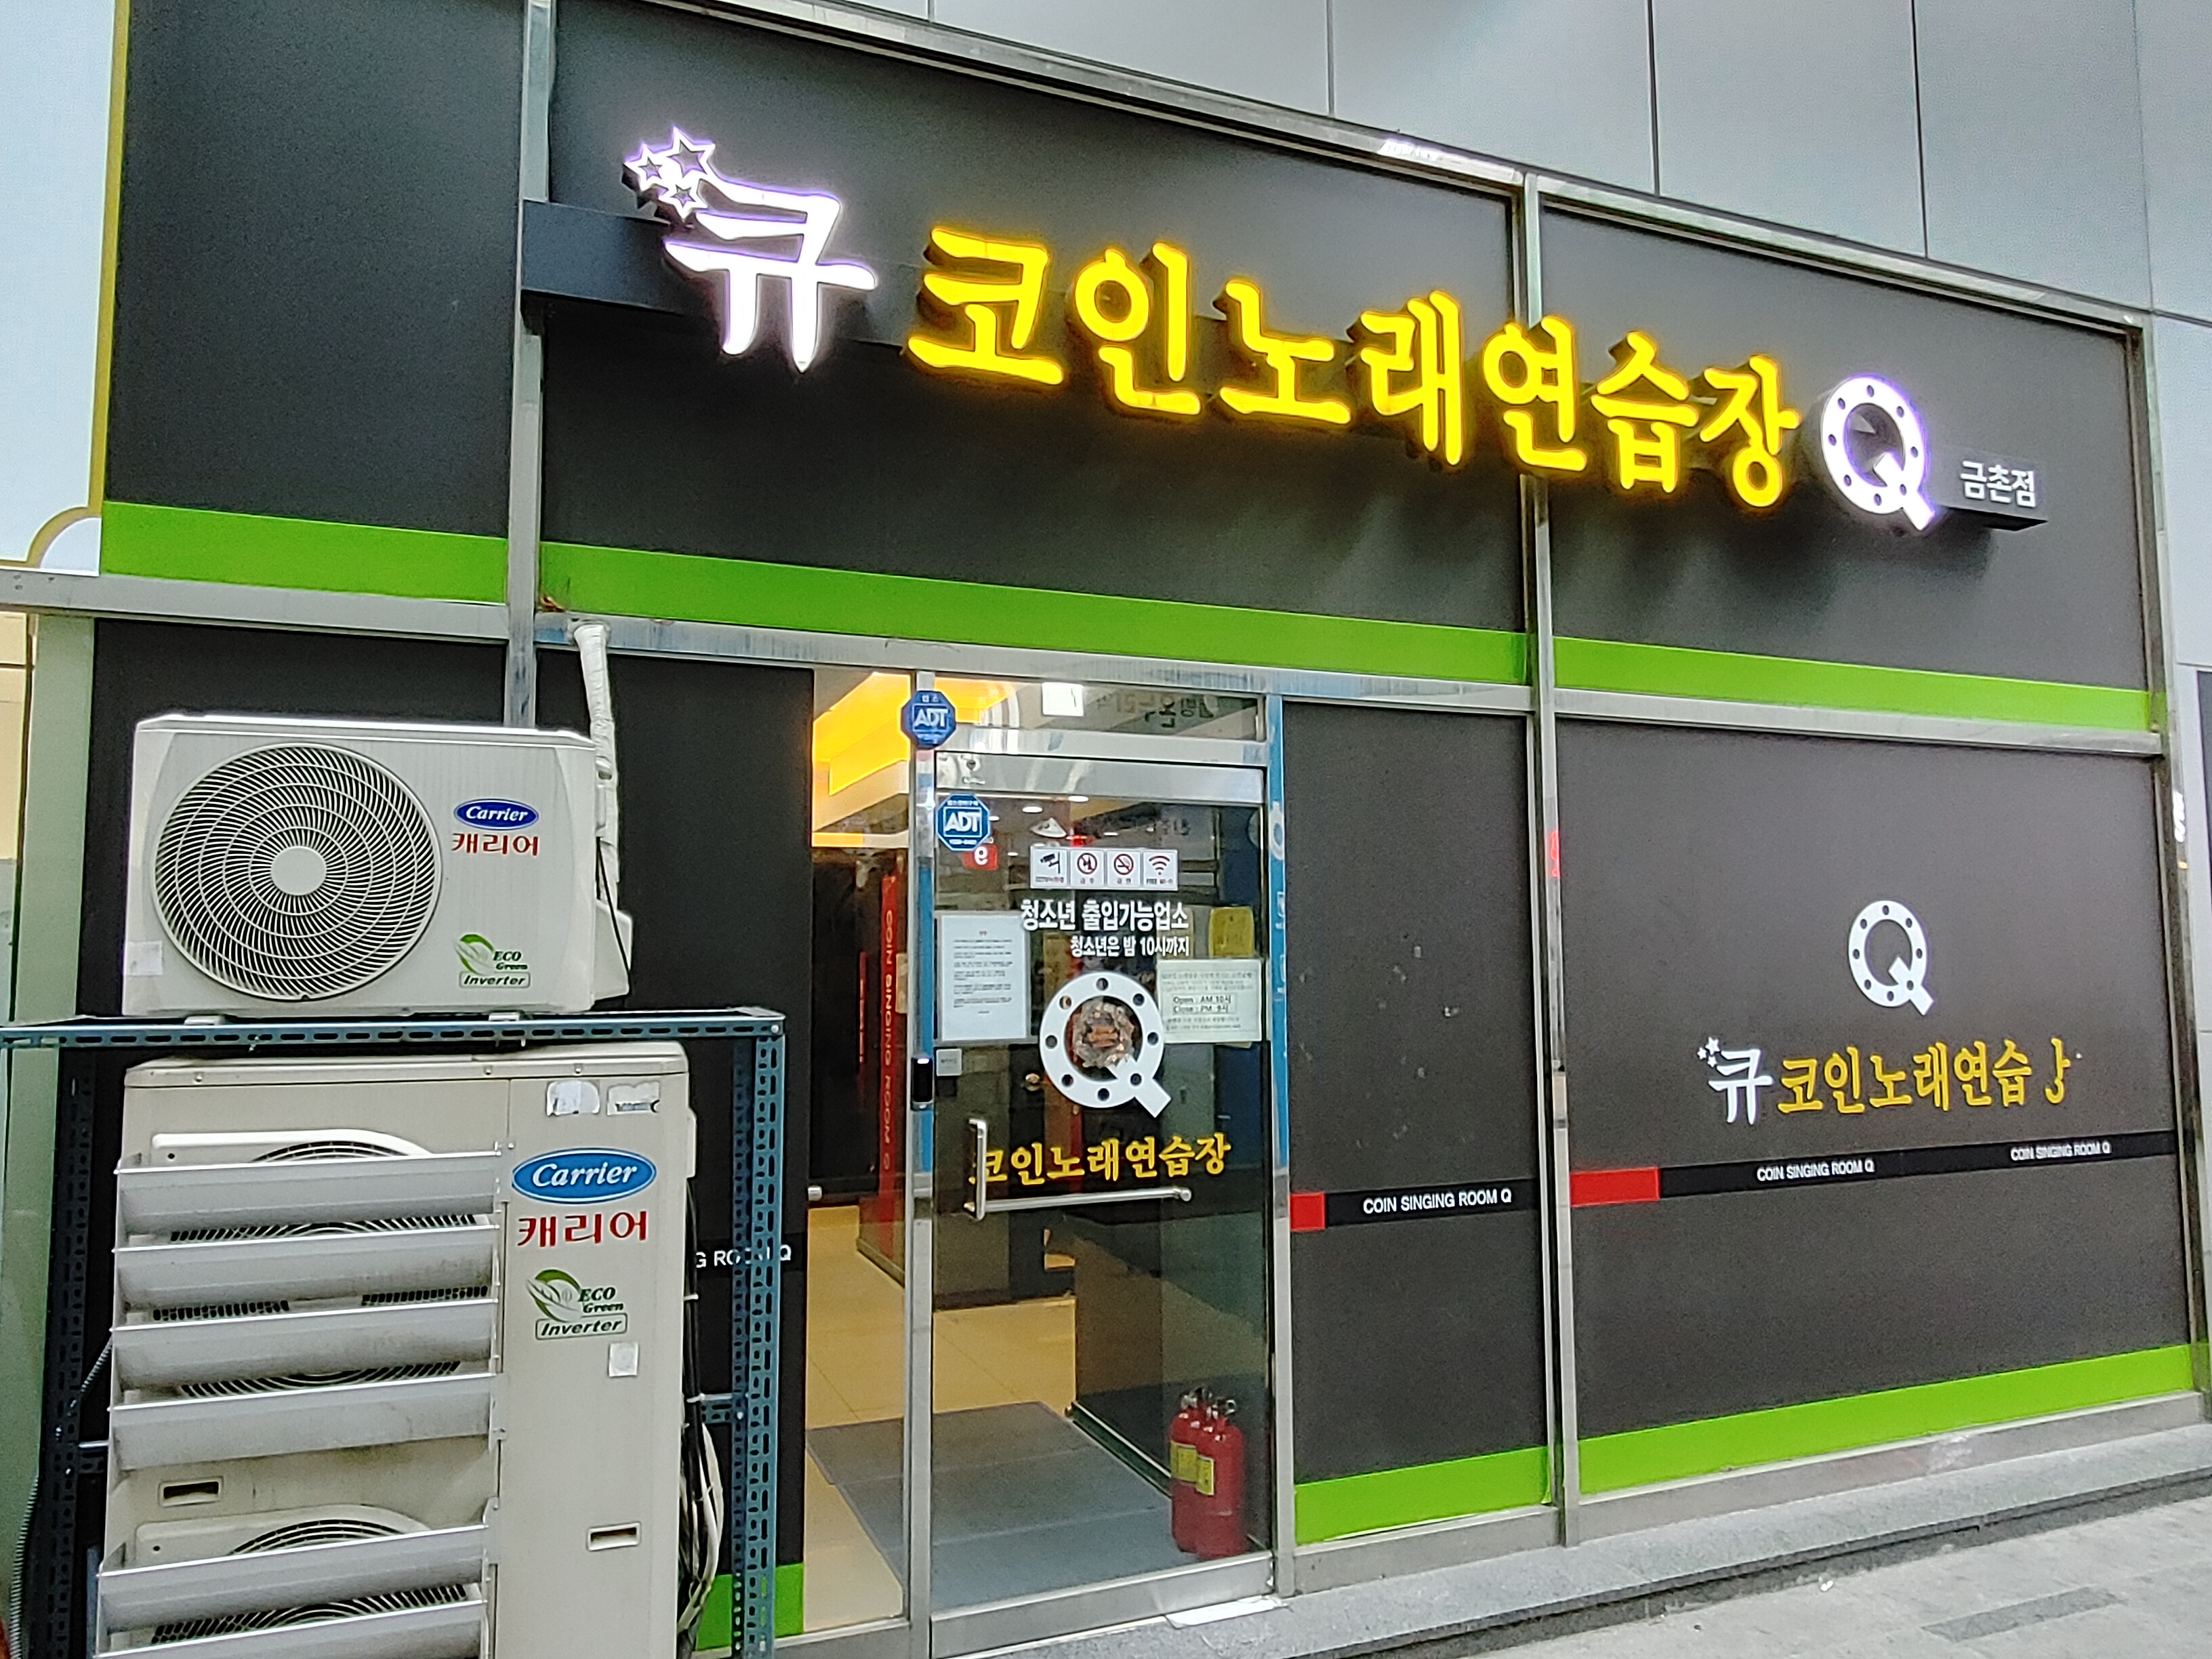 큐 코인노래연습장 Q 금촌점
ADT
ADT
Carrier
캐리어
ECO
Green
Inverter
청소년 출입가능업소
청소년은 밤 10시까지
Open : AM 10시
Close : PM 9시
COIN SINGING ROOM Q
Q
코인노래연습장
Q
큐 코인노래연습
COIN SINGING ROOM Q
COIN SINGING ROOM Q
COIN SINGING ROOM Q
Carrier
캐리어
ECO
Green
Inverter
G ROOM Q